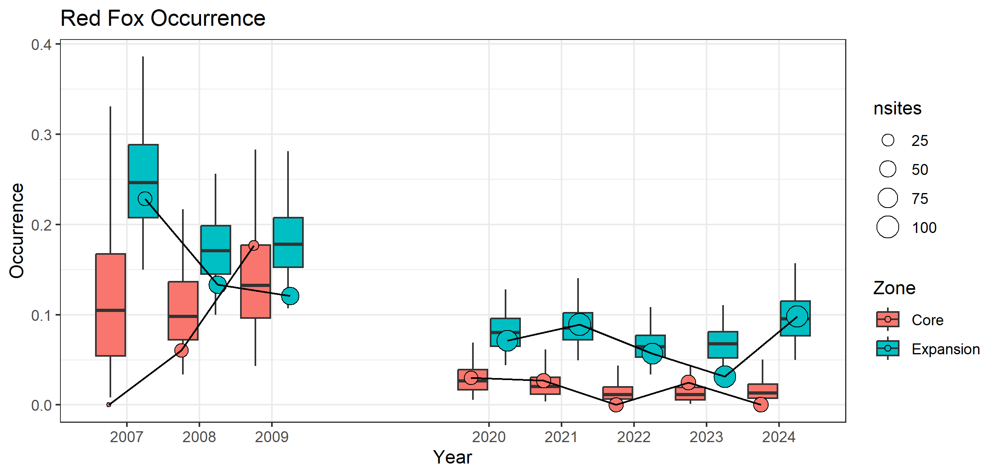 Red Fox Occurrence
0.4
0.3
0.2
0.1
0.0
Occurrence
2007 2008 2009 2020 2021 2022 2023 2024
Year
nsites
25
50
75
100
Zone
Core
Expansion